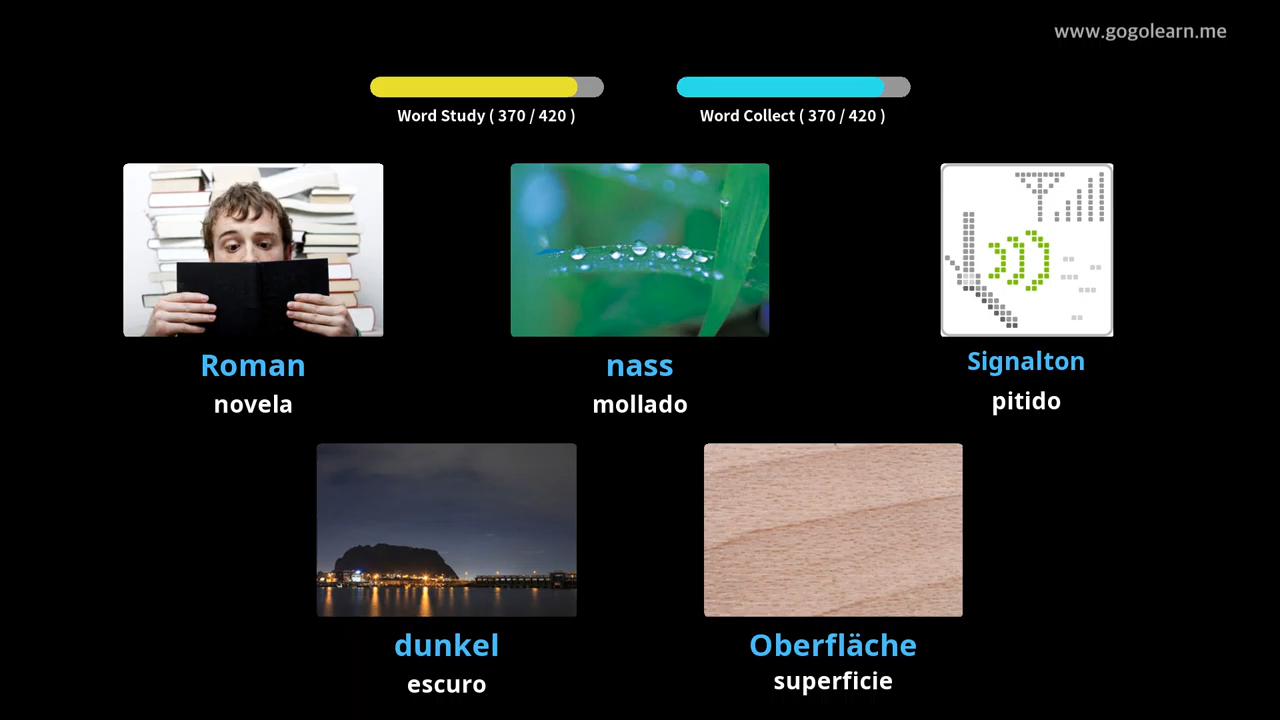 www.gogolearn.me
Word Study ( 370 / 420 )
Word Collect ( 370 / 420 )
Roman
novela
nass
mollado
Signalton
pitido
dunkel
escuro
Oberfläche
superficie